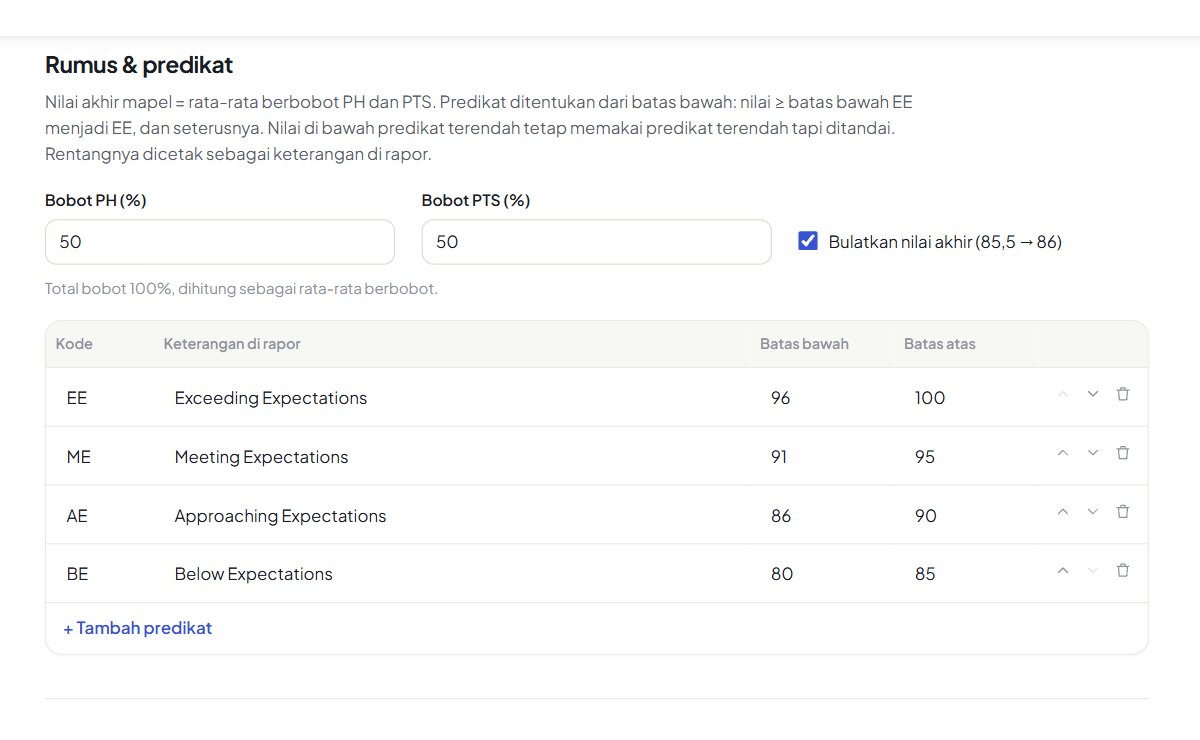 Rumus & predikat
Nilai akhir mapel = rata-rata berbobot PH dan PTS. Predikat ditentukan dari batas bawah: nilai ≥ batas bawah EE
menjadi EE, dan seterusnya. Nilai di bawah predikat terendah tetap memakai predikat terendah tapi ditandai.
Rentangnya dicetak sebagai keterangan di rapor.
Bobot PH (%) Bobot PTS (%)
50 50 Bulatkan nilai akhir (85,5 → 86)
Total bobot 100%, dihitung sebagai rata-rata berbobot.
Kode Keterangan di rapor Batas bawah Batas atas
EE Exceeding Expectations 96 100
ME Meeting Expectations 91 95
AE Approaching Expectations 86 90
BE Below Expectations 80 85
+ Tambah predikat